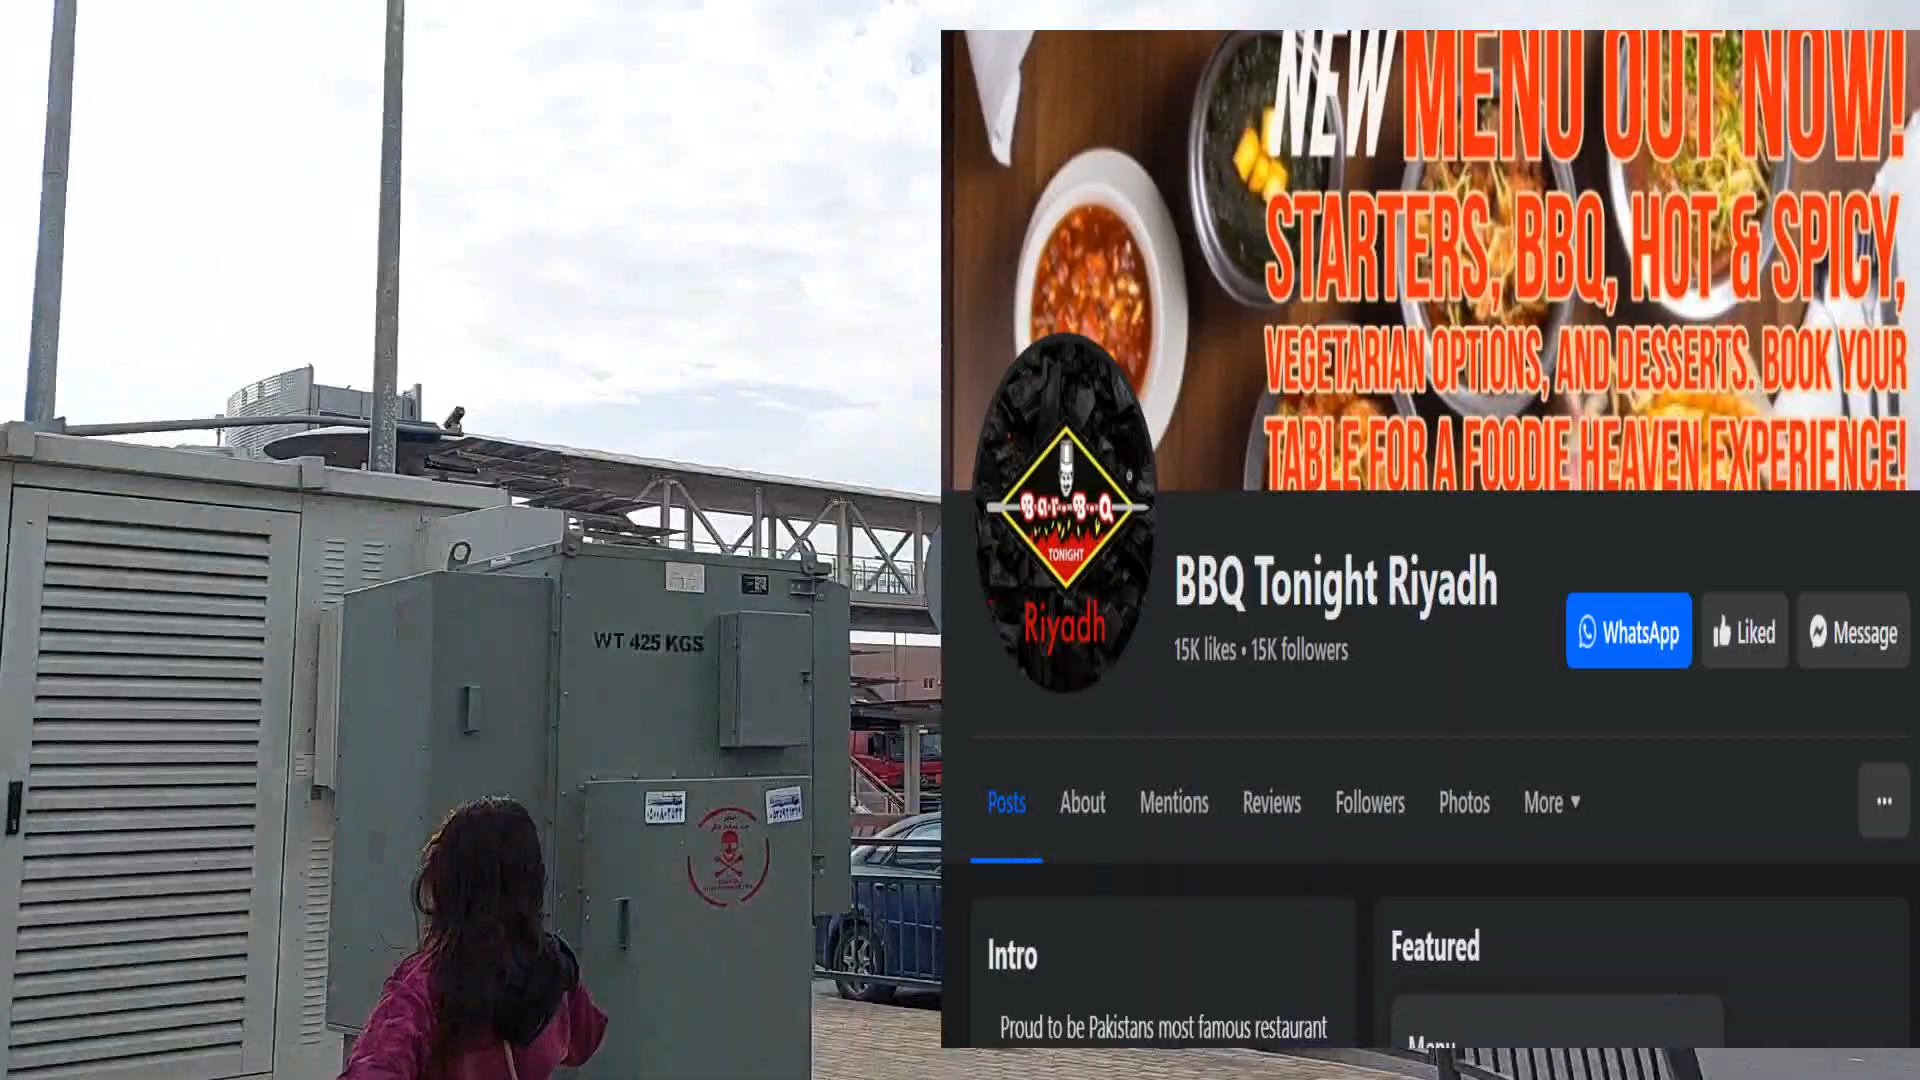 WT 425 KGS
NEW MENU OUT NOW!
STARTERS, BBQ, HOT & SPICY,
VEGETARIAN OPTIONS, AND DESSERTS. BOOK YOUR
TABLE FOR A FOODIE HEAVEN EXPERIENCE!
Bar.B.Q
TONIGHT
Riyadh
BBQ Tonight Riyadh
15K likes • 15K followers
WhatsApp
Liked
Message
Posts About Mentions Reviews Followers Photos More
Intro
Proud to be Pakistans most famous restaurant
Featured
Menu